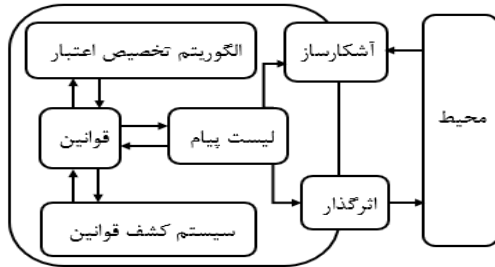 آشکارساز
الگوریتم تخصیص اعتبار
محیط
لیست پیام
قوانین
اثرگذار
سیستم کشف قوانین